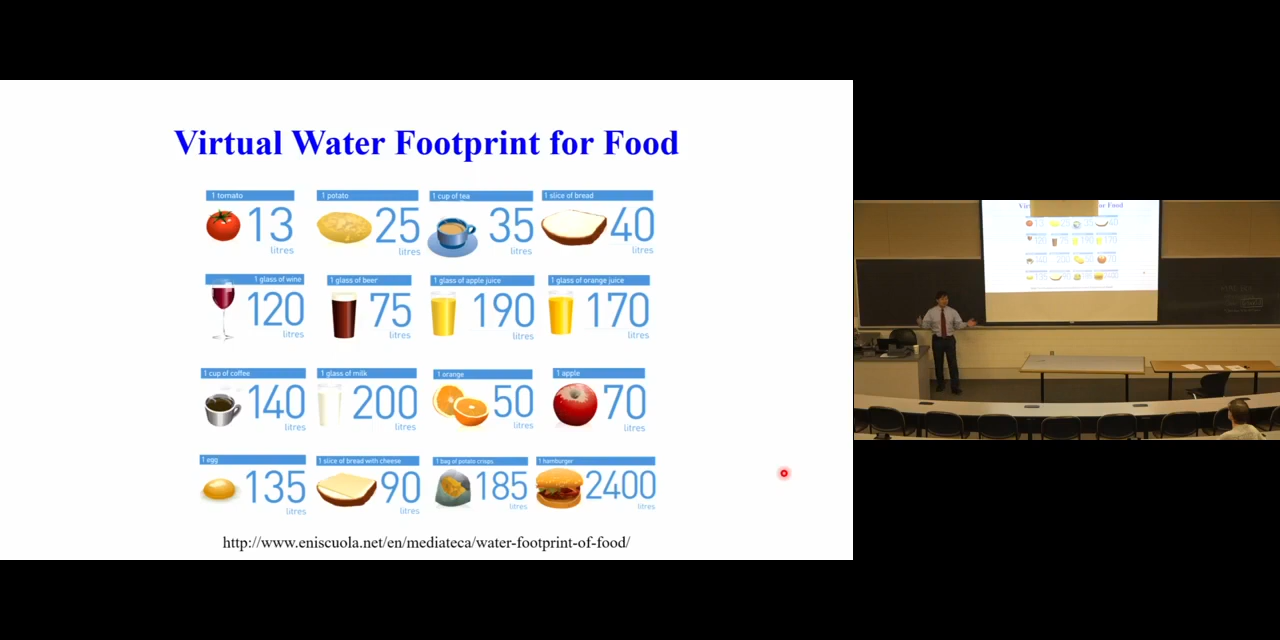 Virtual Water Footprint for Food
1 tomato 1 potato 1 cup of tea 1 slice of bread
13 25 35 40
litres litres litres litres
1 glass of wine 1 glass of beer 1 glass of apple juice 1 glass of orange juice
120 75 190 170
litres litres litres litres
1 cup of coffee 1 glass of milk 1 orange 1 apple
140 200 50 70
litres litres litres litres
1 egg 1 slice of bread with cheese 1 bag of potato crisps 1 hamburger
135 90 185 2400
litres litres litres litres
http://www.eniscuola.net/en/mediateca/water-footprint-of-food/